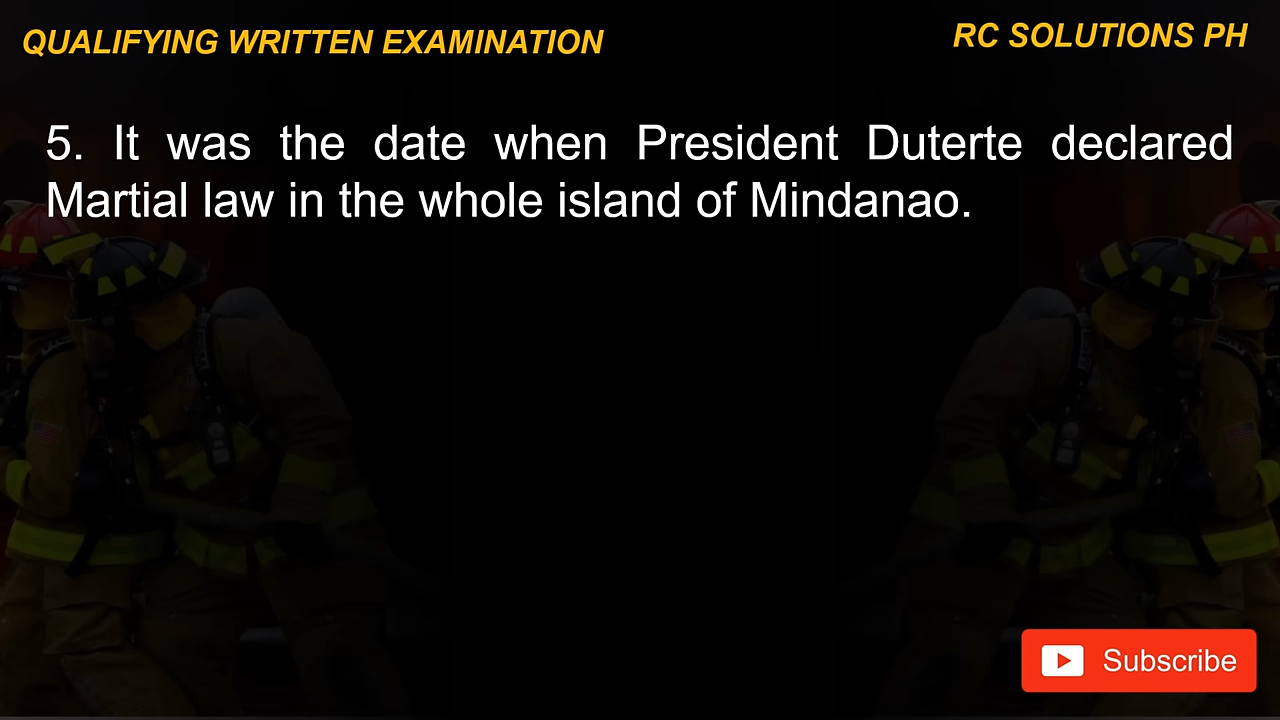 QUALIFYING WRITTEN EXAMINATION
RC SOLUTIONS PH
5. It was the date when President Duterte declared
Martial law in the whole island of Mindanao.
Subscribe